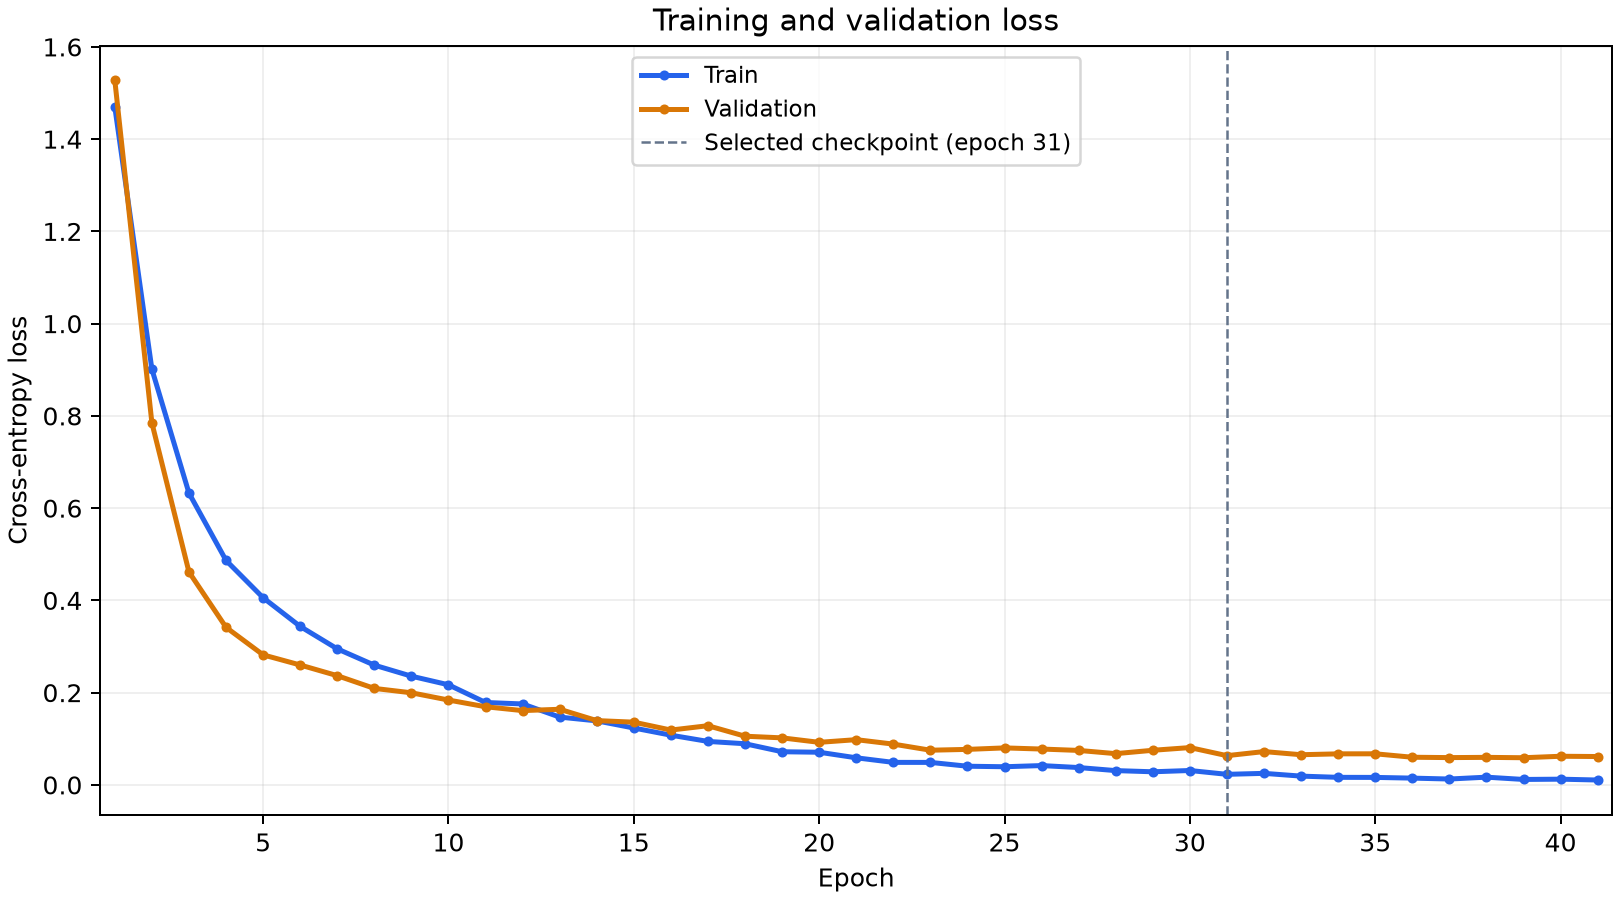 Training and validation loss
Train
Validation
Selected checkpoint (epoch 31)
Cross-entropy loss
1.6
1.4
1.2
1.0
0.8
0.6
0.4
0.2
0.0
5 10 15 20 25 30 35 40
Epoch